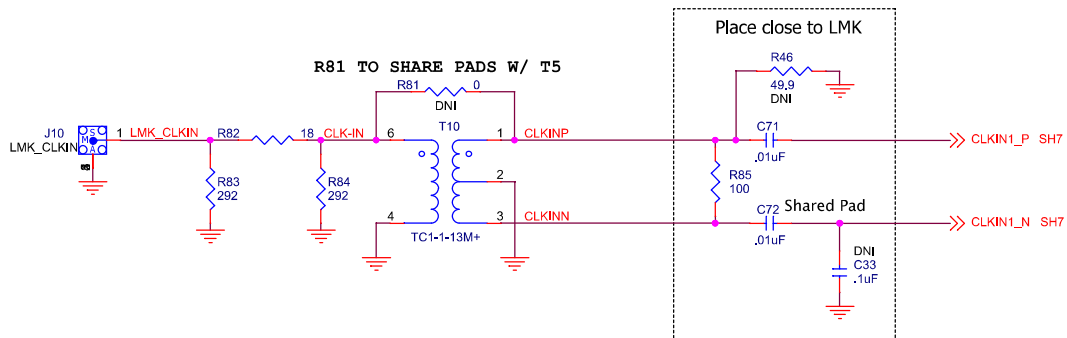 Place close to LMK
R46
49.9
DNI
R81 TO SHARE PADS W/ T5
R81 0
DNI
J10
LMK_CLKIN
S
M
A
1
LMK_CLKIN
R82
18
CLK-IN
6
T10
1
CLKINP
C71
.01uF
CLKIN1_P SH7
R83
292
R84
292
2
R85
100
4
3
CLKINN
TC1-1-13M+
C72
.01uF
Shared Pad
CLKIN1_N SH7
DNI
C33
.1uF